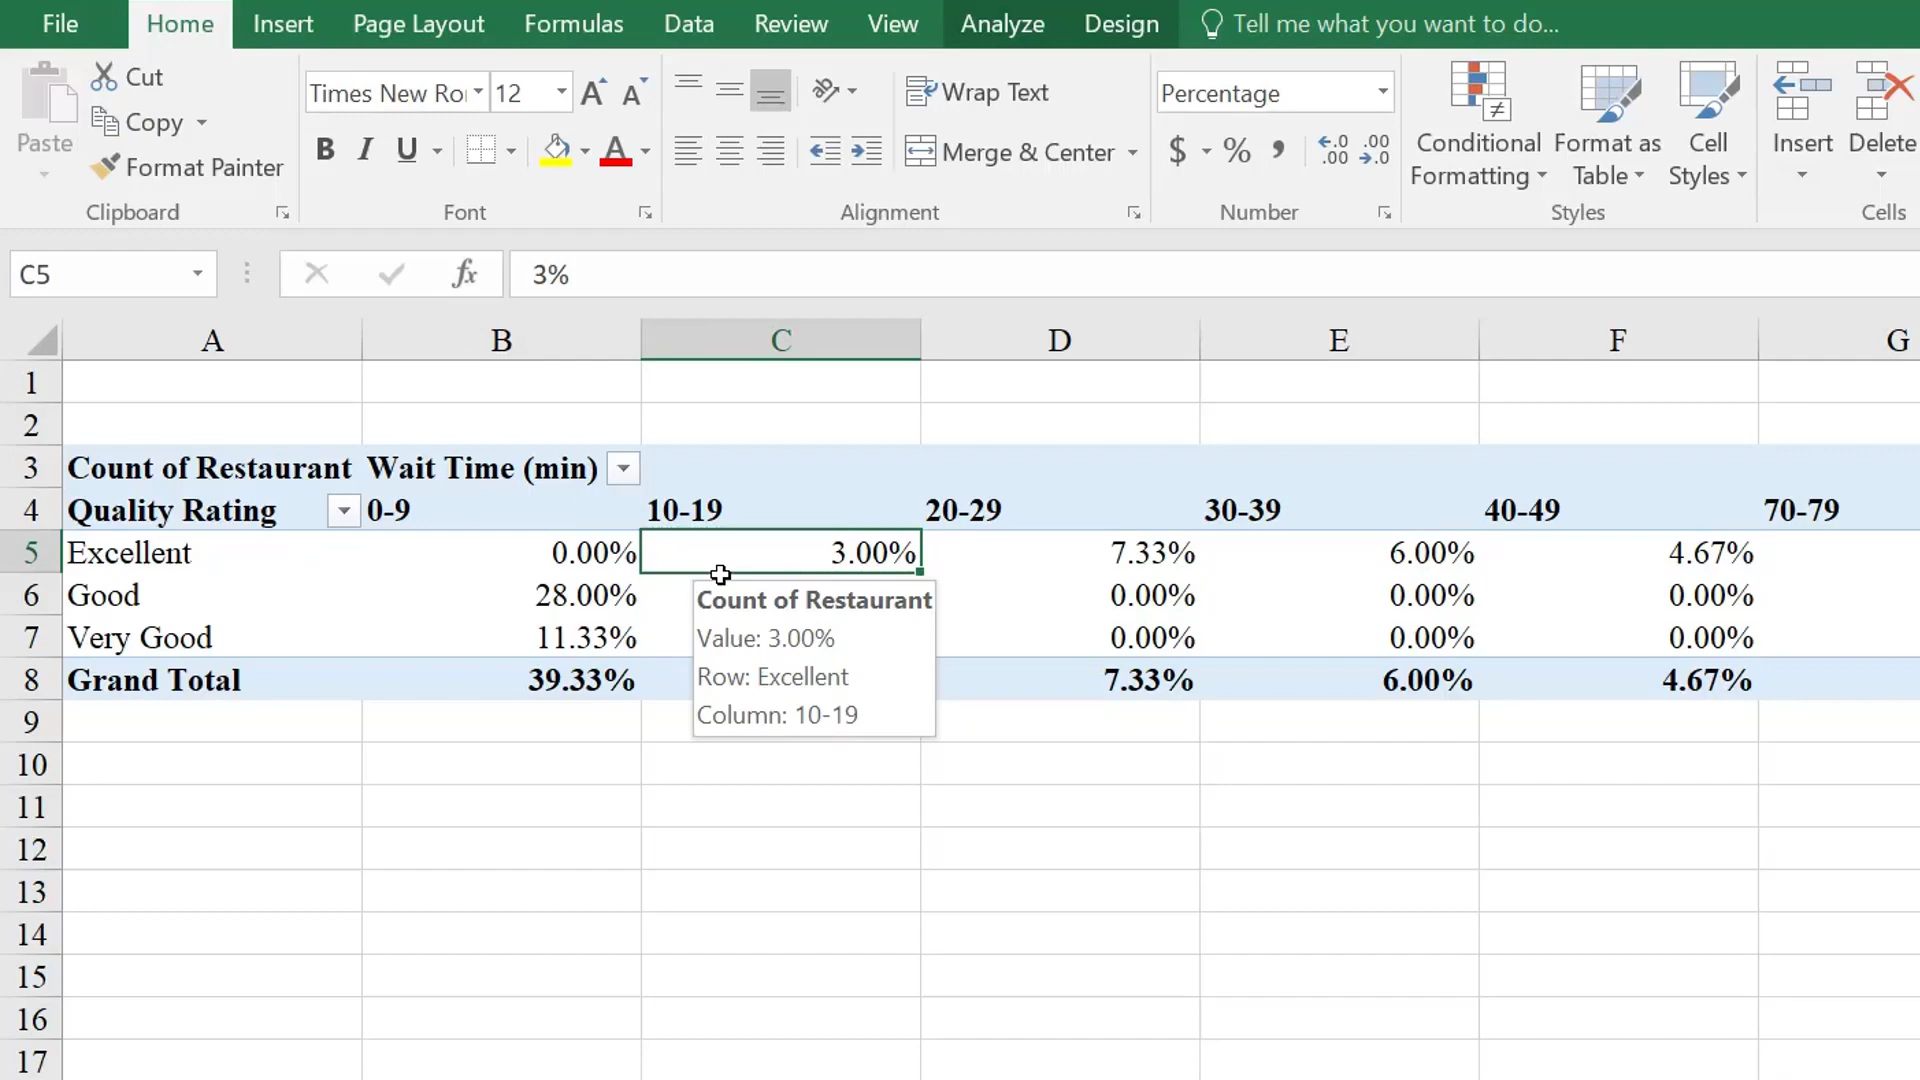 File Home Insert Page Layout Formulas Data Review View Analyze Design Tell me what you want to do...
Cut
Copy
Format Painter
Paste
Clipboard
Times New Ro 12 A A
B I U A
Font
Wrap Text
Merge & Center
Alignment
Percentage
$ % , .00 .00
Number
Conditional Formatting
Format as Table
Cell Styles
Styles
Insert Delete
Cells
C5 fx 3%
A B C D E F G
1
2
3 Count of Restaurant Wait Time (min)
4 Quality Rating 0-9 10-19 20-29 30-39 40-49 70-79
5 Excellent 0.00% 3.00% 7.33% 6.00% 4.67%
6 Good 28.00% 0.00% 0.00% 0.00%
7 Very Good 11.33% 0.00% 0.00% 0.00%
8 Grand Total 39.33% 7.33% 6.00% 4.67%
Count of Restaurant
Value: 3.00%
Row: Excellent
Column: 10-19
9
10
11
12
13
14
15
16
17